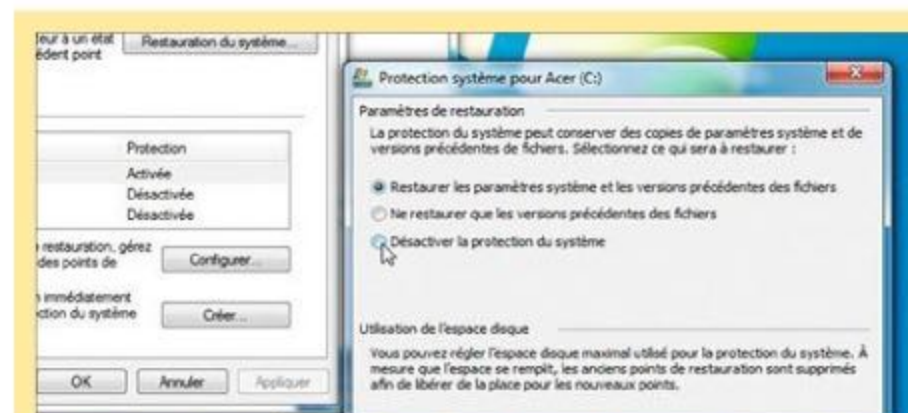 teur à un état
édent point
Restauration du système...
Protection
Activée
Désactivée
Désactivée
restauration, gérez
des points de
Configurer...
immédiatement
ction du système
Créer...
OK
Annuler
Appliquer
Protection système pour Acer (C:)
Paramètres de restauration
La protection du système peut conserver des copies de paramètres système et de
versions précédentes de fichiers. Sélectionnez ce qui sera à restaurer :
Restaurer les paramètres système et les versions précédentes des fichiers
Ne restaurer que les versions précédentes des fichiers
Désactiver la protection du système
Utilisation de l'espace disque
Vous pouvez régler l'espace disque maximal utilisé pour la protection du système. À
mesure que l'espace se remplit, les anciens points de restauration sont supprimés
afin de libérer de la place pour les nouveaux points.